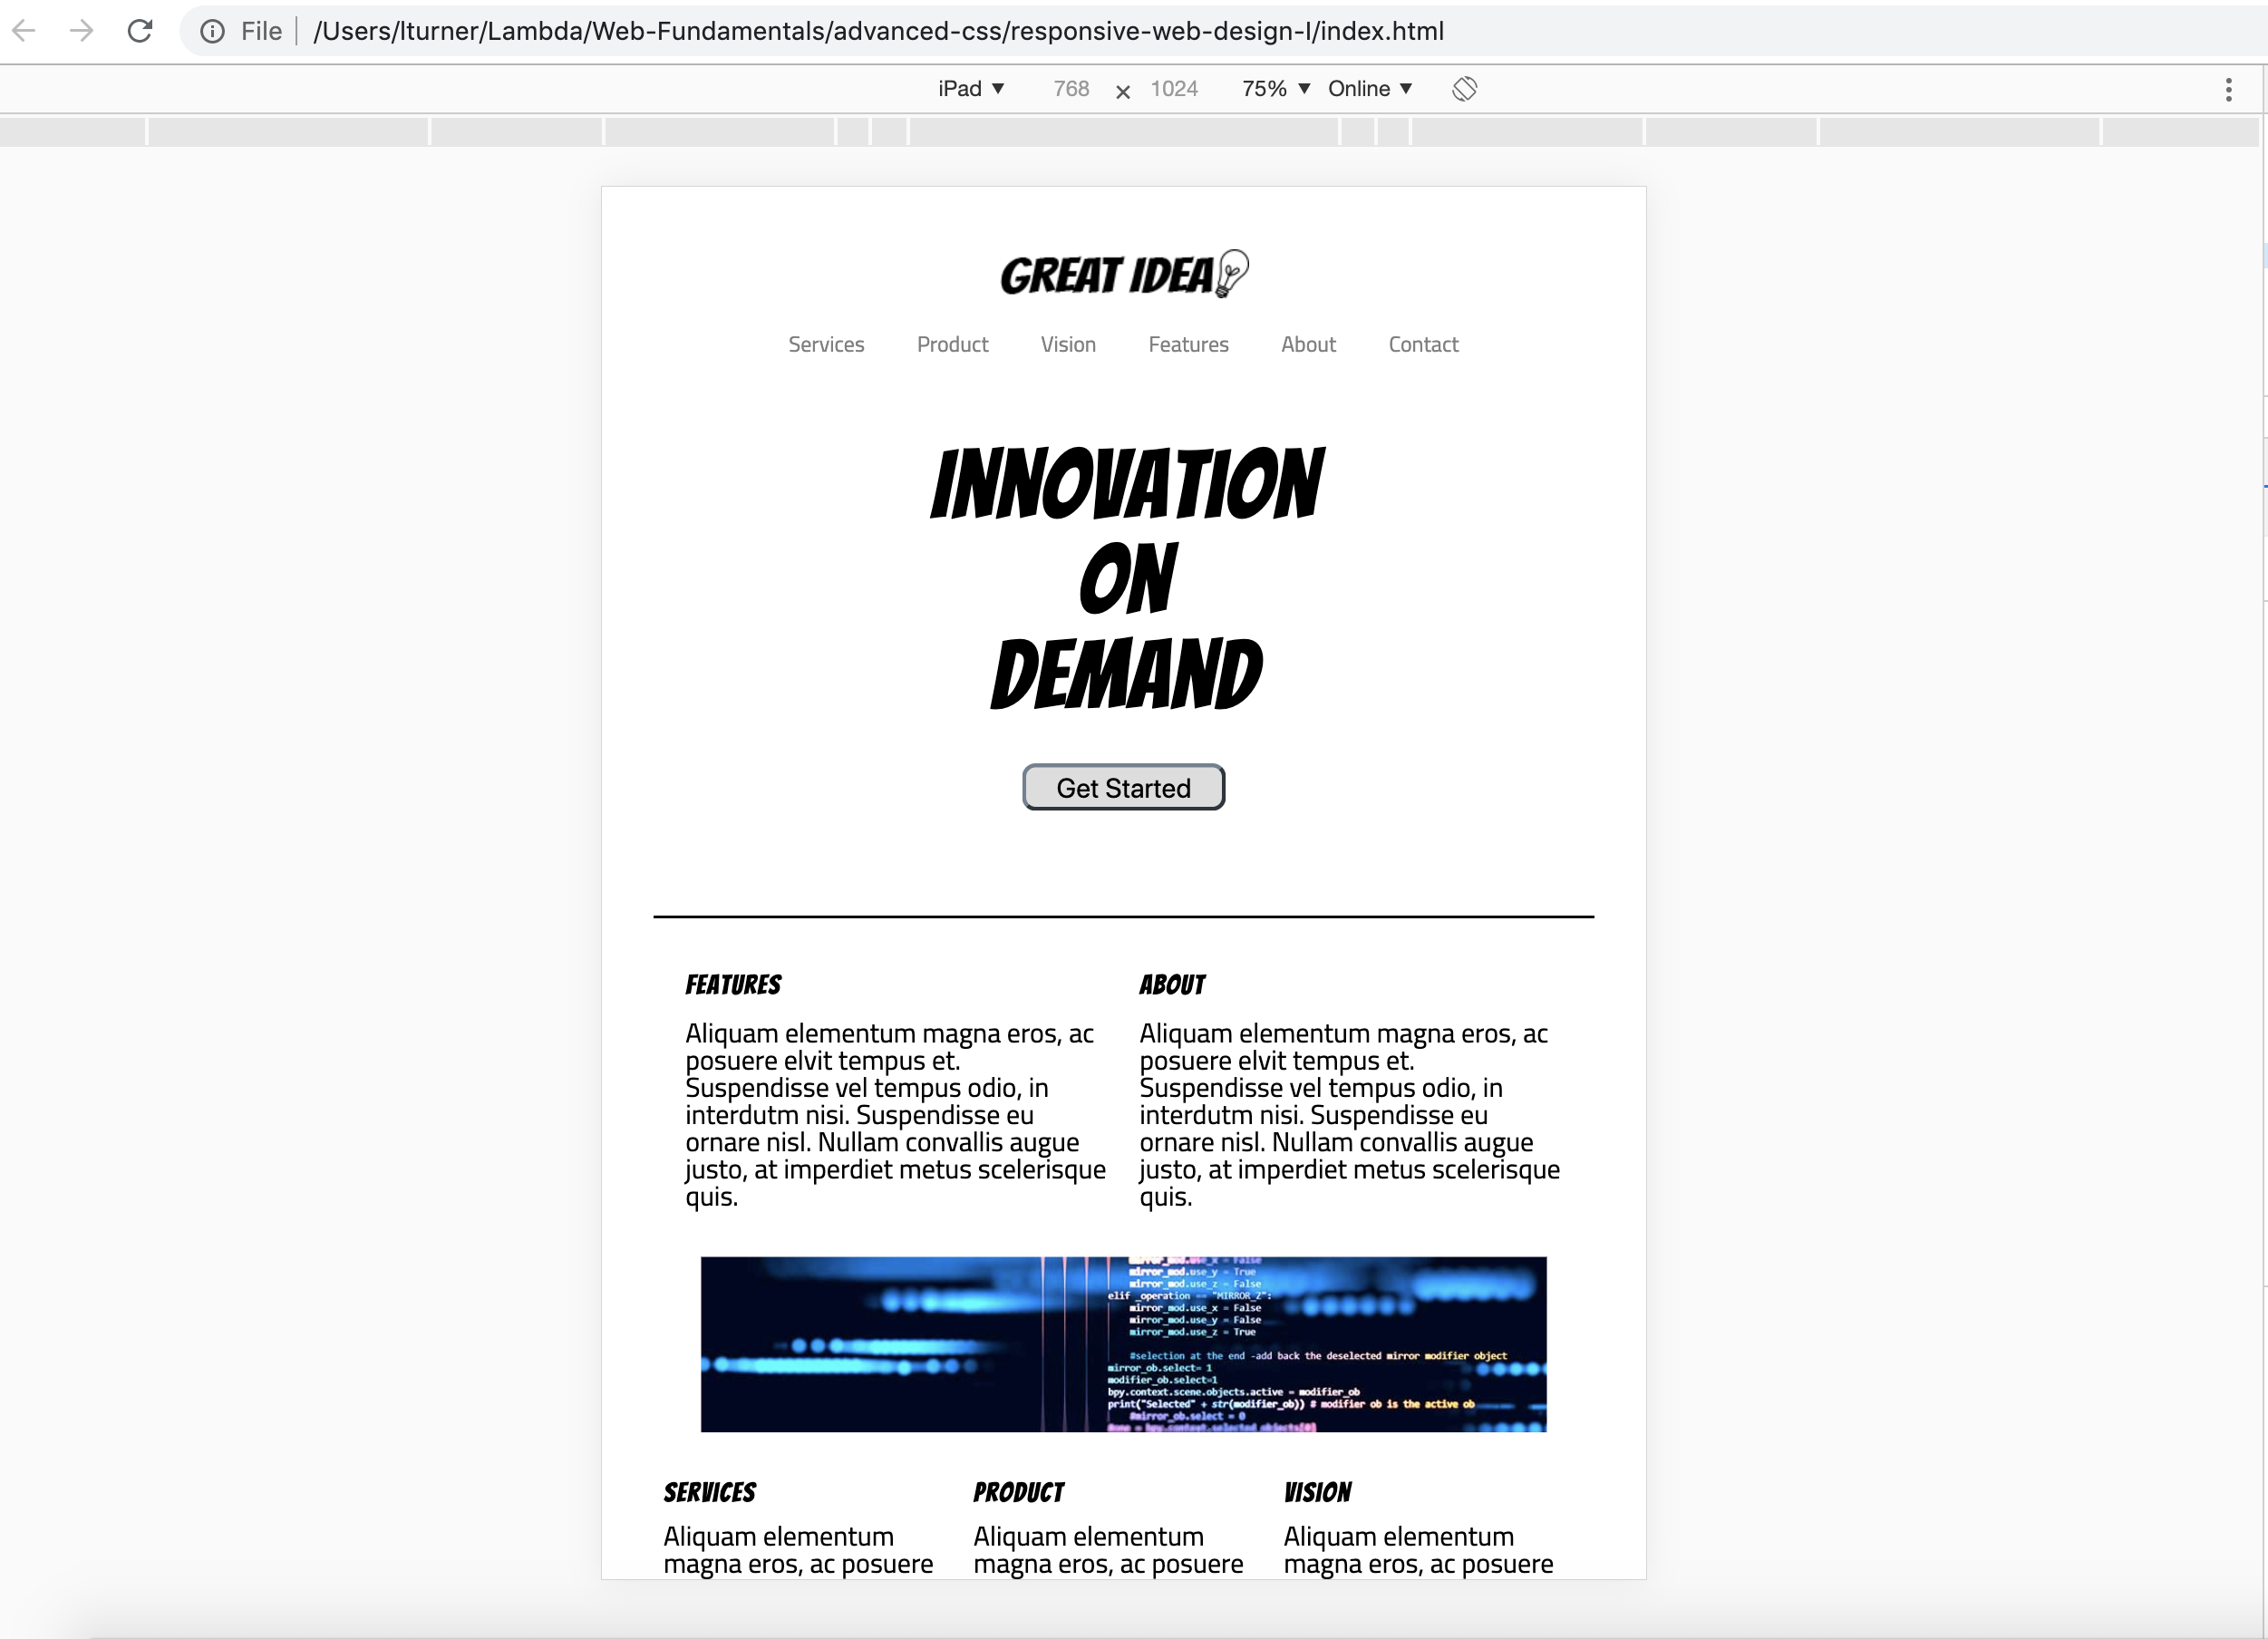 File | /Users/lturner/Lambda/Web-Fundamentals/advanced-css/responsive-web-design-I/index.html
iPad ▼ 768 × 1024 75% ▼ Online ▼
GREAT IDEA
Services Product Vision Features About Contact
INNOVATION
ON
DEMAND
Get Started
FEATURES
Aliquam elementum magna eros, ac
posuere elvit tempus et.
Suspendisse vel tempus odio, in
interdutm nisi. Suspendisse eu
ornare nisl. Nullam convallis augue
justo, at imperdiet metus scelerisque
quis.
ABOUT
Aliquam elementum magna eros, ac
posuere elvit tempus et.
Suspendisse vel tempus odio, in
interdutm nisi. Suspendisse eu
ornare nisl. Nullam convallis augue
justo, at imperdiet metus scelerisque
quis.
mirror_mod.use_x = False
mirror_mod.use_y = True
mirror_mod.use_z = False
elif _operation == "MIRROR_Z":
mirror_mod.use_x = False
mirror_mod.use_y = False
mirror_mod.use_z = True
#selection at the end -add back the deselected mirror modifier object
mirror_ob.select= 1
modifier_ob.select=1
bpy.context.scene.objects.active = modifier_ob
print("Selected" + str(modifier_ob)) # modifier ob is the active ob
#mirror_ob.select = 0
= bpy.context.selected_objects[0]
SERVICES
Aliquam elementum
magna eros, ac posuere
PRODUCT
Aliquam elementum
magna eros, ac posuere
VISION
Aliquam elementum
magna eros, ac posuere